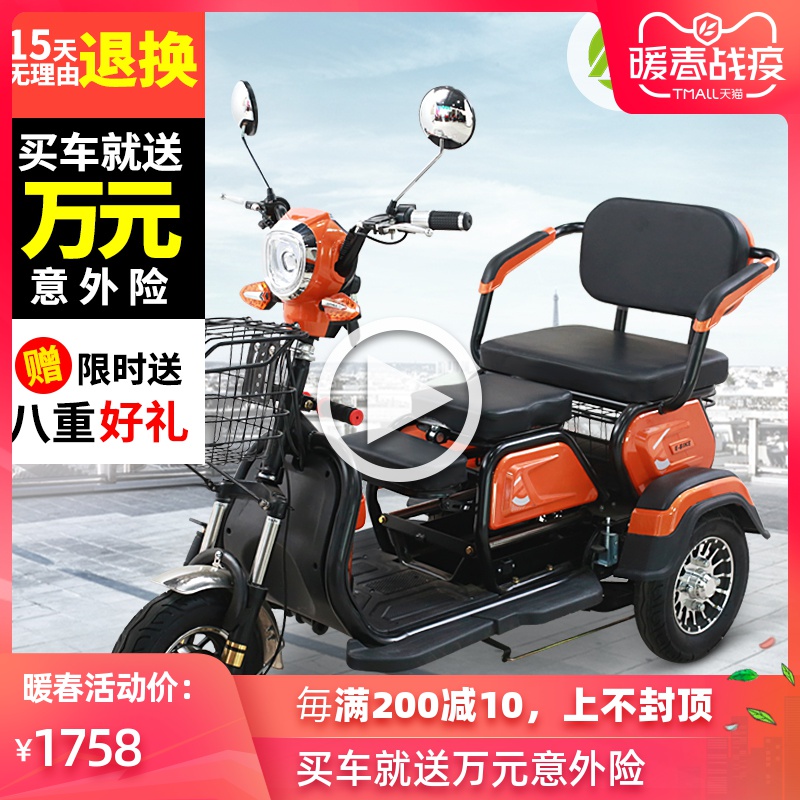 15天
无理由退换
买车就送
万元
意外险
赠 限时送
八重好礼
暖春战疫
TMALL天猫
E-BIKE
暖春活动价：
¥1758
每满200减10，上不封顶
买车就送万元意外险